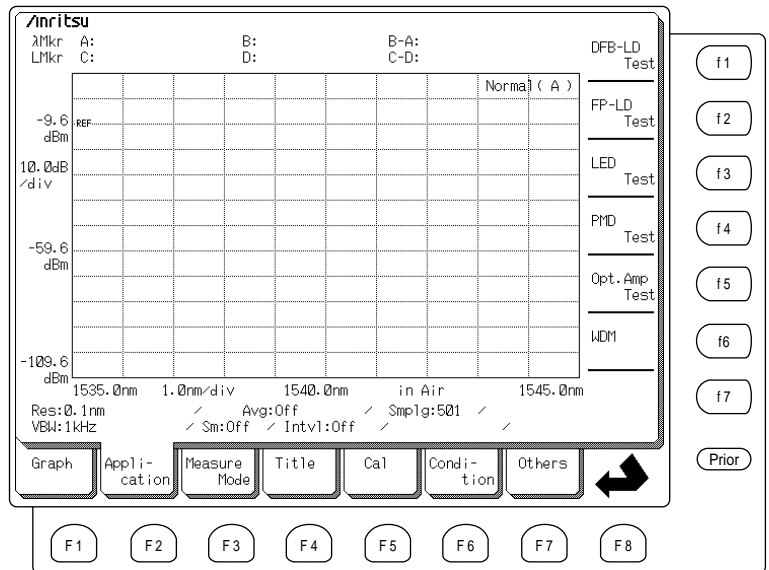 Anritsu
λMkr A: B: B-A:
LMkr C: D: C-D:
Normal( A )
-9.6
dBm
REF
10.0dB
/div
-59.6
dBm
-109.6
dBm
1535.0nm 1.0nm/div 1540.0nm in Air 1545.0nm
Res:0.1nm / Avg:Off / Smplg:501 /
VBW:1kHz / Sm:Off / Intvl:Off / /
DFB-LD
Test
FP-LD
Test
LED
Test
PMD
Test
Opt.Amp
Test
WDM
Graph
Appli-
cation
Measure
Mode
Title
Cal
Condi-
tion
Others
f1
f2
f3
f4
f5
f6
f7
Prior
F1 F2 F3 F4 F5 F6 F7 F8